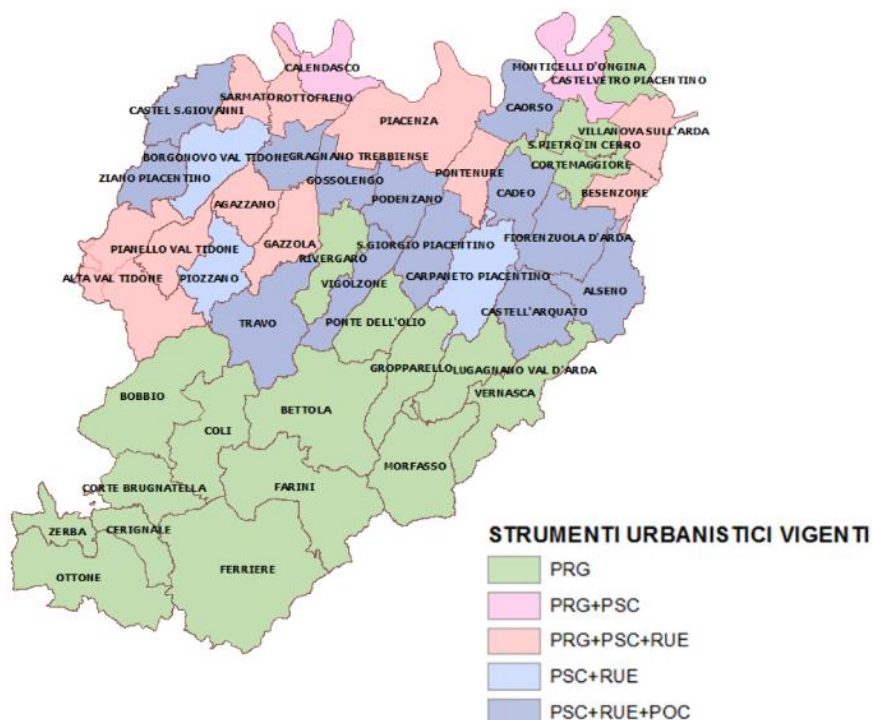 CALENDASCO
MONTICELLI D'ONGINA
CASTELVETRO PIACENTINO
SARMATO
ROTTOFRENO
CASTEL S.GIOVANNI
CAORSO
PIACENZA
VILLANOVA SULL'ARDA
S.PIETRO IN CERRO
BORGONOVO VAL TIDONE
GRAGNANO TREBBIENSE
CORTEMAGGIORE
ZIANO PIACENTINO
GOSSOLENGO
PONTENURE
PODENZANO
CADEO
BESENZONE
AGAZZANO
FIORENZUOLA D'ARDA
PIANELLO VAL TIDONE
GAZZOLA
S.GIORGIO PIACENTINO
RIVERGARO
ALTA VAL TIDONE
PIOZZANO
CARPANETO PIACENTINO
VIGOLZONE
ALSENO
CASTELL'ARQUATO
TRAVO
PONTE DELL'OLIO
GROPPARELLO
LUGAGNANO VAL D'ARDA
VERNASCA
BOBBIO
BETTOLA
COLI
MORFASSO
CORTE BRUGNATELLA
FARINI
ZERBA
CERIGNALE
FERRIERE
OTTONE
STRUMENTI URBANISTICI VIGENTI
PRG
PRG+PSC
PRG+PSC+RUE
PSC+RUE
PSC+RUE+POC